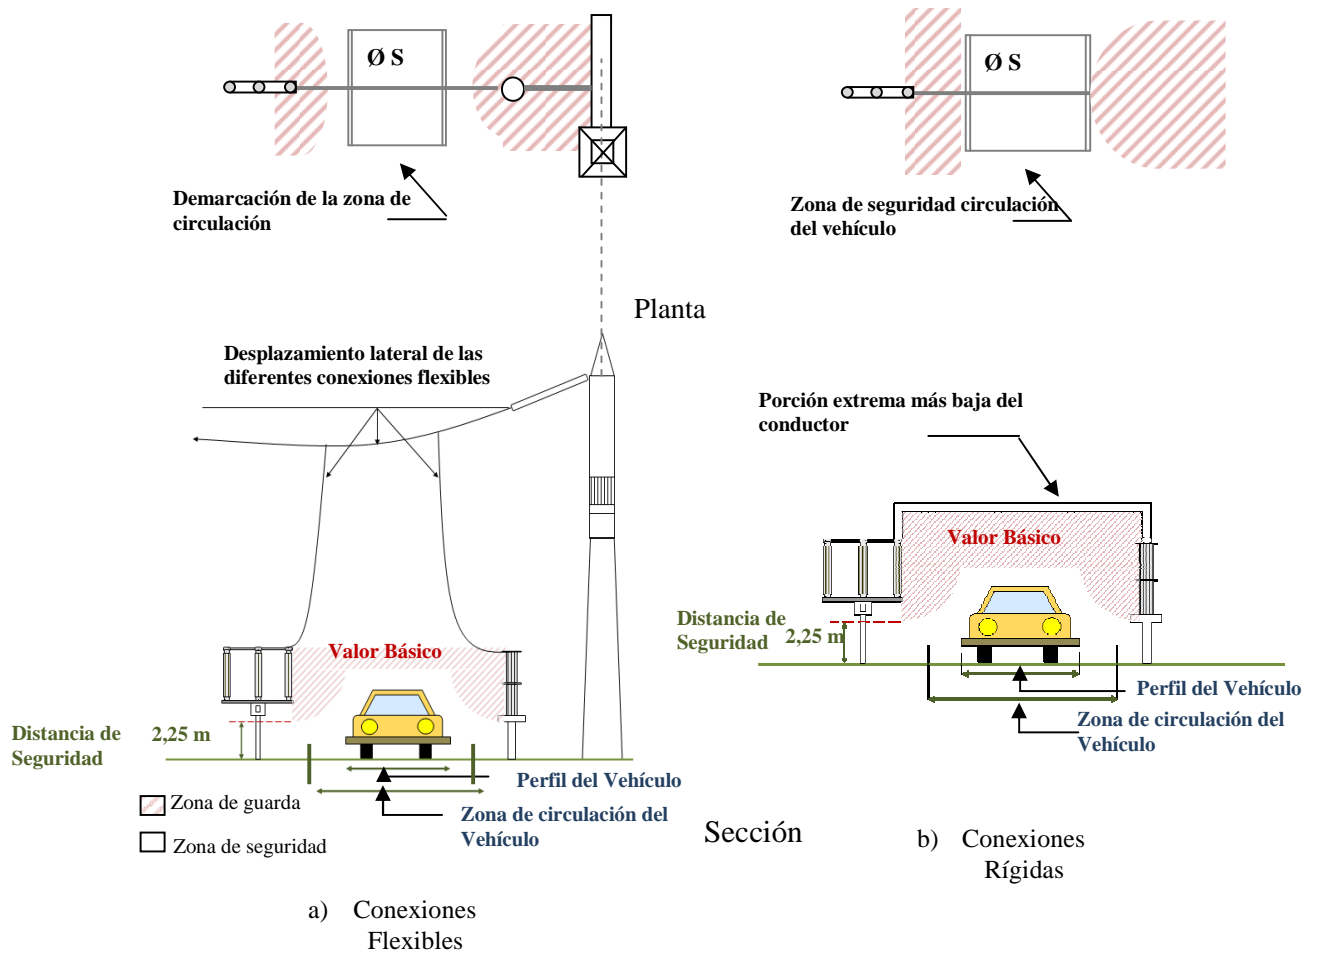 Ø S
Ø S
Demarcación de la zona de
circulación
Zona de seguridad circulación
del vehículo
Planta
Desplazamiento lateral de las
diferentes conexiones flexibles
Porción extrema más baja del
conductor
Valor Básico
Distancia de
Seguridad
2,25 m
Perfil del Vehículo
Zona de circulación del
Vehículo
Valor Básico
Distancia de
Seguridad
2,25 m
Perfil del Vehículo
Zona de circulación del
Vehículo
Zona de guarda
Zona de seguridad
Sección
b) Conexiones
Rígidas
a) Conexiones
Flexibles